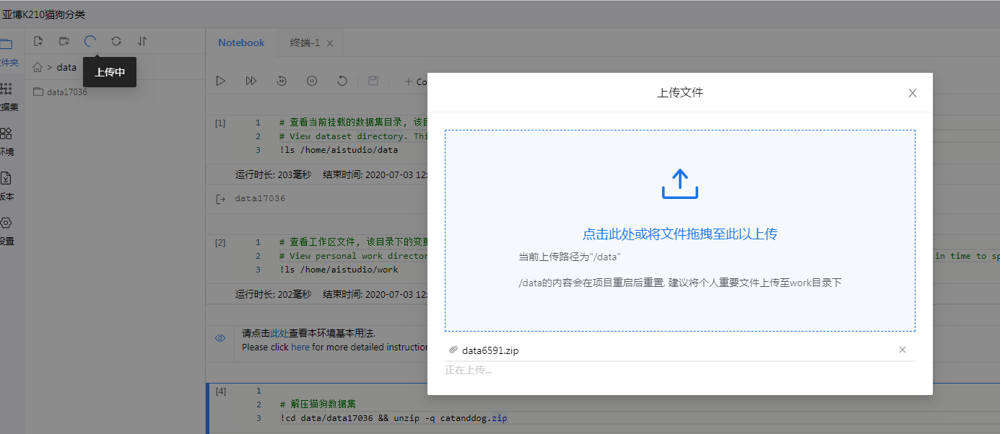 亚博K210猫狗分类
件夹
数据集
环境
版本
设置
上传中
> data
data17036
Notebook
终端-1
Co
[1]
1 # 查看当前挂载的数据集目录, 该目
2 # View dataset directory. Thi
3 !ls /home/aistudio/data
运行时长: 203毫秒 结束时间: 2020-07-03 12:
data17036
[2]
1 # 查看工作区文件, 该目录下的变更
2 # View personal work director in time to sp
3 !ls /home/aistudio/work
运行时长: 202毫秒 结束时间: 2020-07-03 12:
请点击此处查看本环境基本用法.
Please click here for more detailed instruction
[4]
1
2 # 解压猫狗数据集
3 !cd data/data17036 && unzip -q catanddog.zip
上传文件
点击此处或将文件拖拽至此以上传
当前上传路径为"/data"
/data的内容会在项目重启后重置, 建议将个人重要文件上传至work目录下
data6591.zip
正在上传...